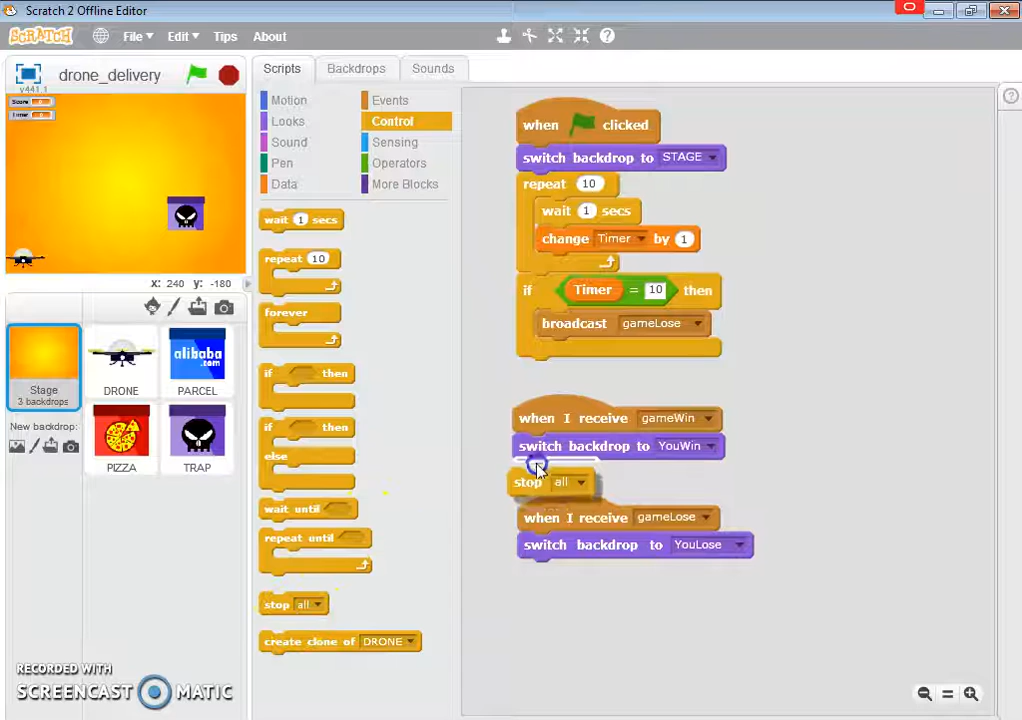 Scratch 2 Offline Editor
SCRATCH File Edit Tips About
drone_delivery
y441.1
Score
Timer
x: 240 y: -180
Stage
3 backdrops
New backdrop:
DRONE
alibaba.com
PARCEL
PIZZA
TRAP
RECORDED WITH
SCREENCAST MATIC
Scripts Backdrops Sounds
Motion Events
Looks Control
Sound Sensing
Pen Operators
Data More Blocks
wait 1 secs
repeat 10
forever
if then
if then
else
wait until
repeat until
stop all
create clone of DRONE
when clicked
switch backdrop to STAGE
repeat 10
wait 1 secs
change Timer by 1
if Timer = 10 then
broadcast gameLose
when I receive gameWin
switch backdrop to YouWin
stop all
when I receive gameLose
switch backdrop to YouLose